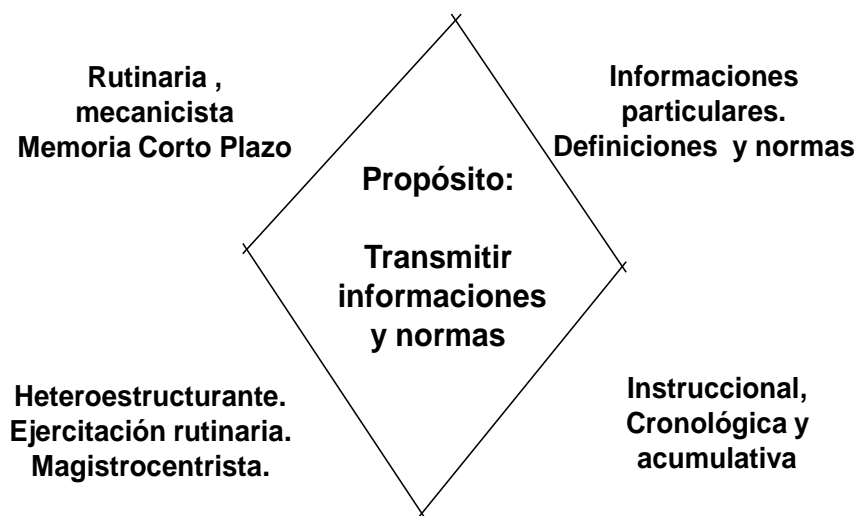 Rutinaria ,
mecanicista
Memoria Corto Plazo
Informaciones
particulares.
Definiciones y normas
Propósito:
Transmitir
informaciones
y normas
Heteroestructurante.
Ejercitación rutinaria.
Magistrocentrista.
Instruccional,
Cronológica y
acumulativa